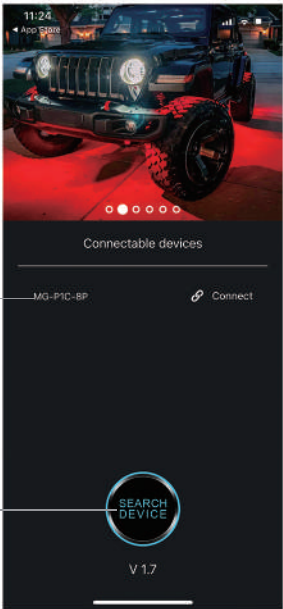 11:24
◀ App Store
Connectable devices
MG-P1C-8P
Connect
SEARCH
DEVICE
V 1.7